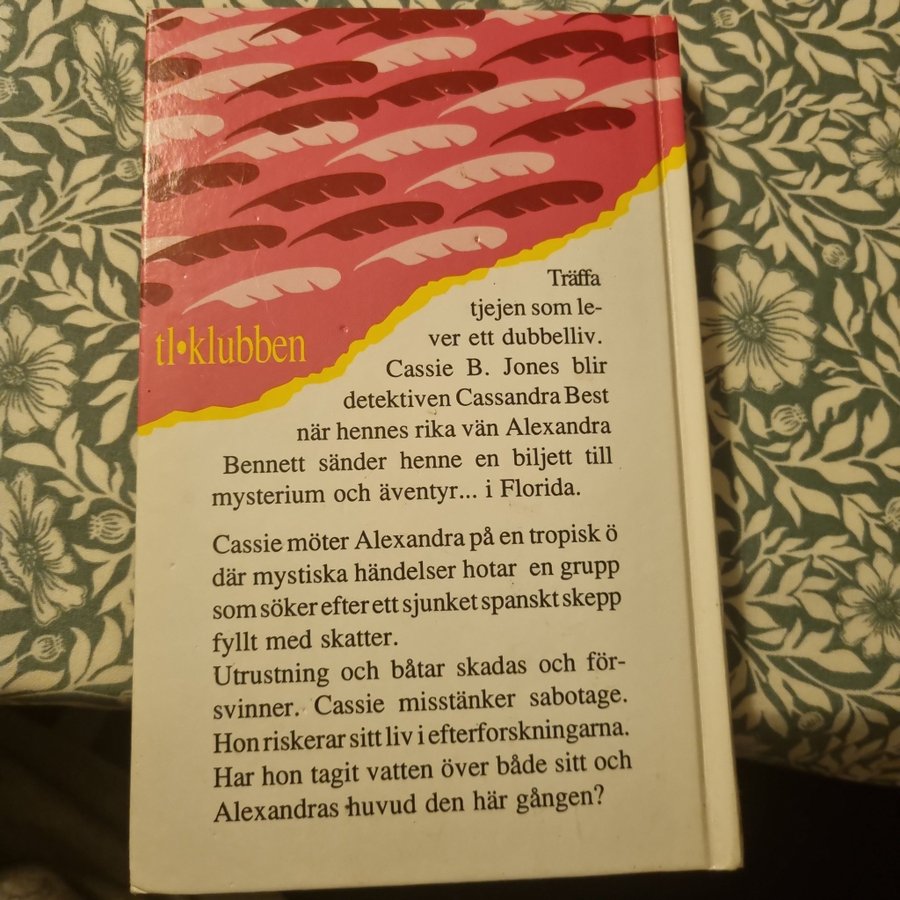 tl•klubben
Träffa
tjejen som le-
ver ett dubbelliv.
Cassie B. Jones blir
detektiven Cassandra Best
när hennes rika vän Alexandra
Bennett sänder henne en biljett till
mysterium och äventyr... i Florida.
Cassie möter Alexandra på en tropisk ö
där mystiska händelser hotar en grupp
som söker efter ett sjunket spanskt skepp
fyllt med skatter.
Utrustning och båtar skadas och för-
svinner. Cassie misstänker sabotage.
Hon riskerar sitt liv i efterforskningarna.
Har hon tagit vatten över både sitt och
Alexandras huvud den här gången?